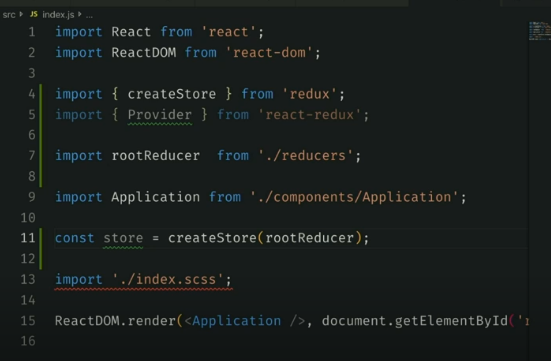 src > JS index.js > ...
1 import React from 'react';
2 import ReactDOM from 'react-dom';
3
4 import { createStore } from 'redux';
5 import { Provider } from 'react-redux';
6
7 import rootReducer  from './reducers';
8
9 import Application from './components/Application';
10
11 const store = createStore(rootReducer);
12
13 import './index.scss';
14
15 ReactDOM.render(<Application />, document.getElementById('r
16